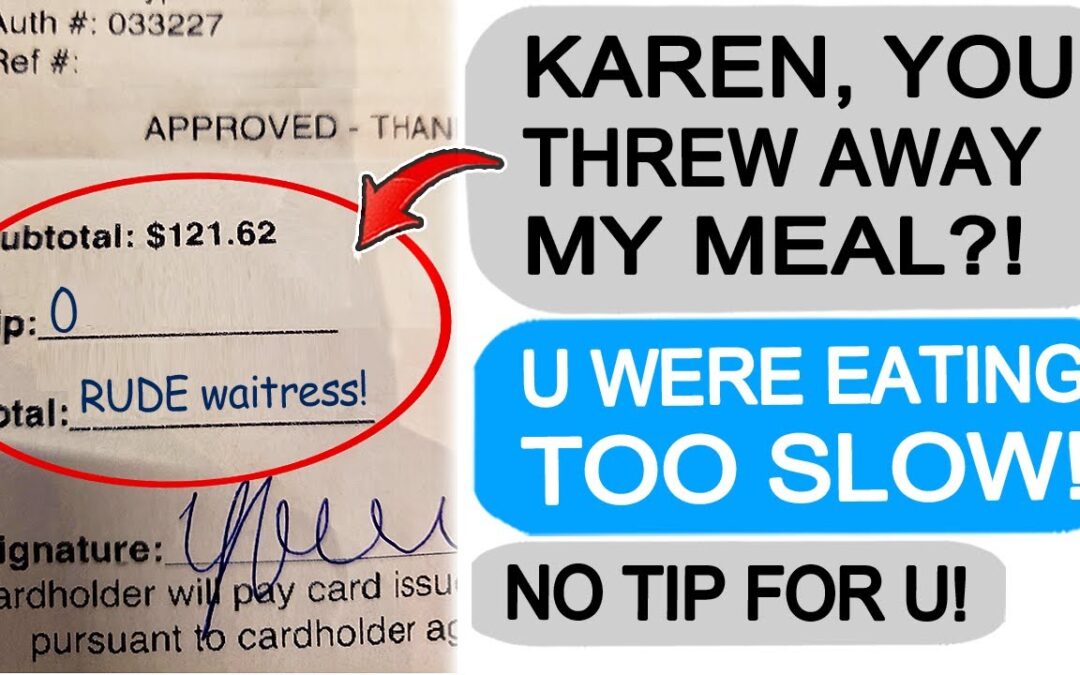 Auth #: 033227
Ref #:
APPROVED - THAN
ubtotal: $121.62
ip: 0
otal: RUDE waitress!
ignature:
ardholder will pay card issu
pursuant to cardholder ag
KAREN, YOU
THREW AWAY
MY MEAL?!
U WERE EATING
TOO SLOW!
NO TIP FOR U!